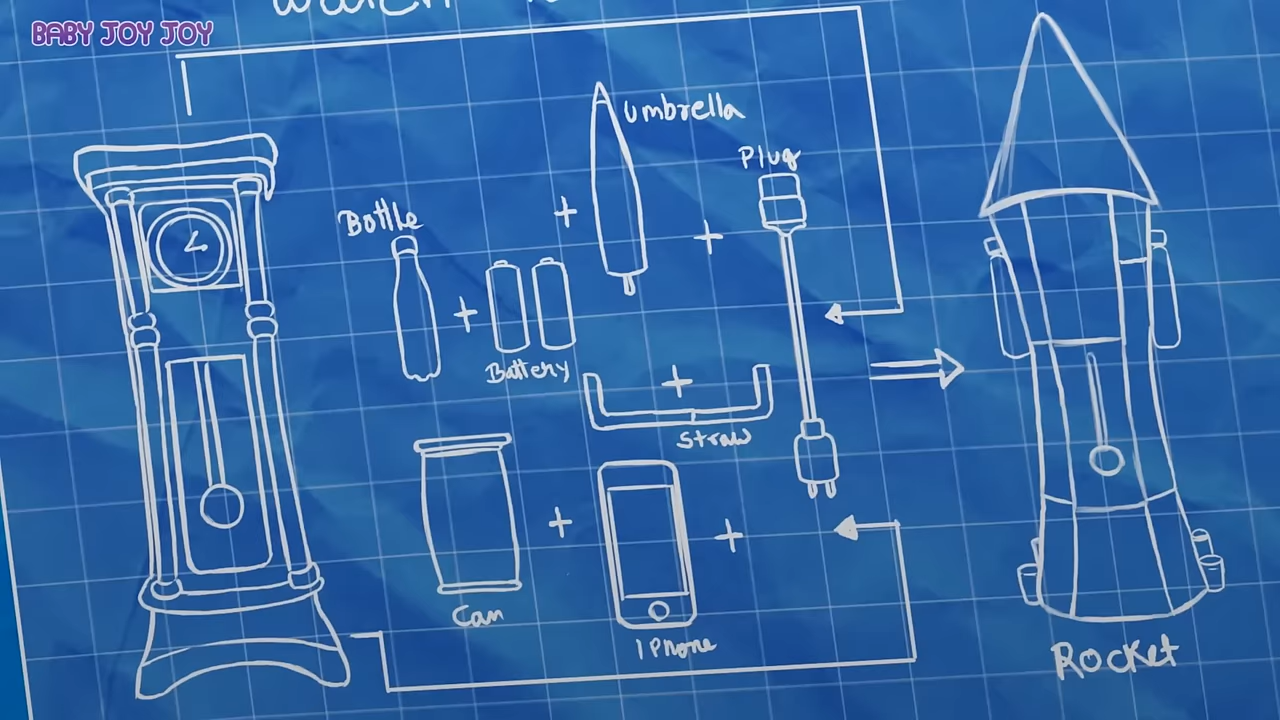 BABY JOY JOY
umbrella
Plug
Bottle
Battery
Straw
Can
IPhone
Rocket